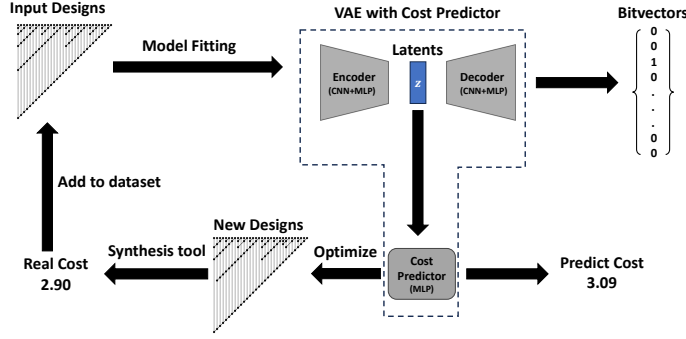 Input Designs
VAE with Cost Predictor
Bitvectors
Model Fitting
Latents
Encoder
(CNN+MLP)
z
Decoder
(CNN+MLP)
0
0
1
0
.
.
.
0
0
Add to dataset
New Designs
Synthesis tool
Optimize
Real Cost
2.90
Cost
Predictor
(MLP)
Predict Cost
3.09